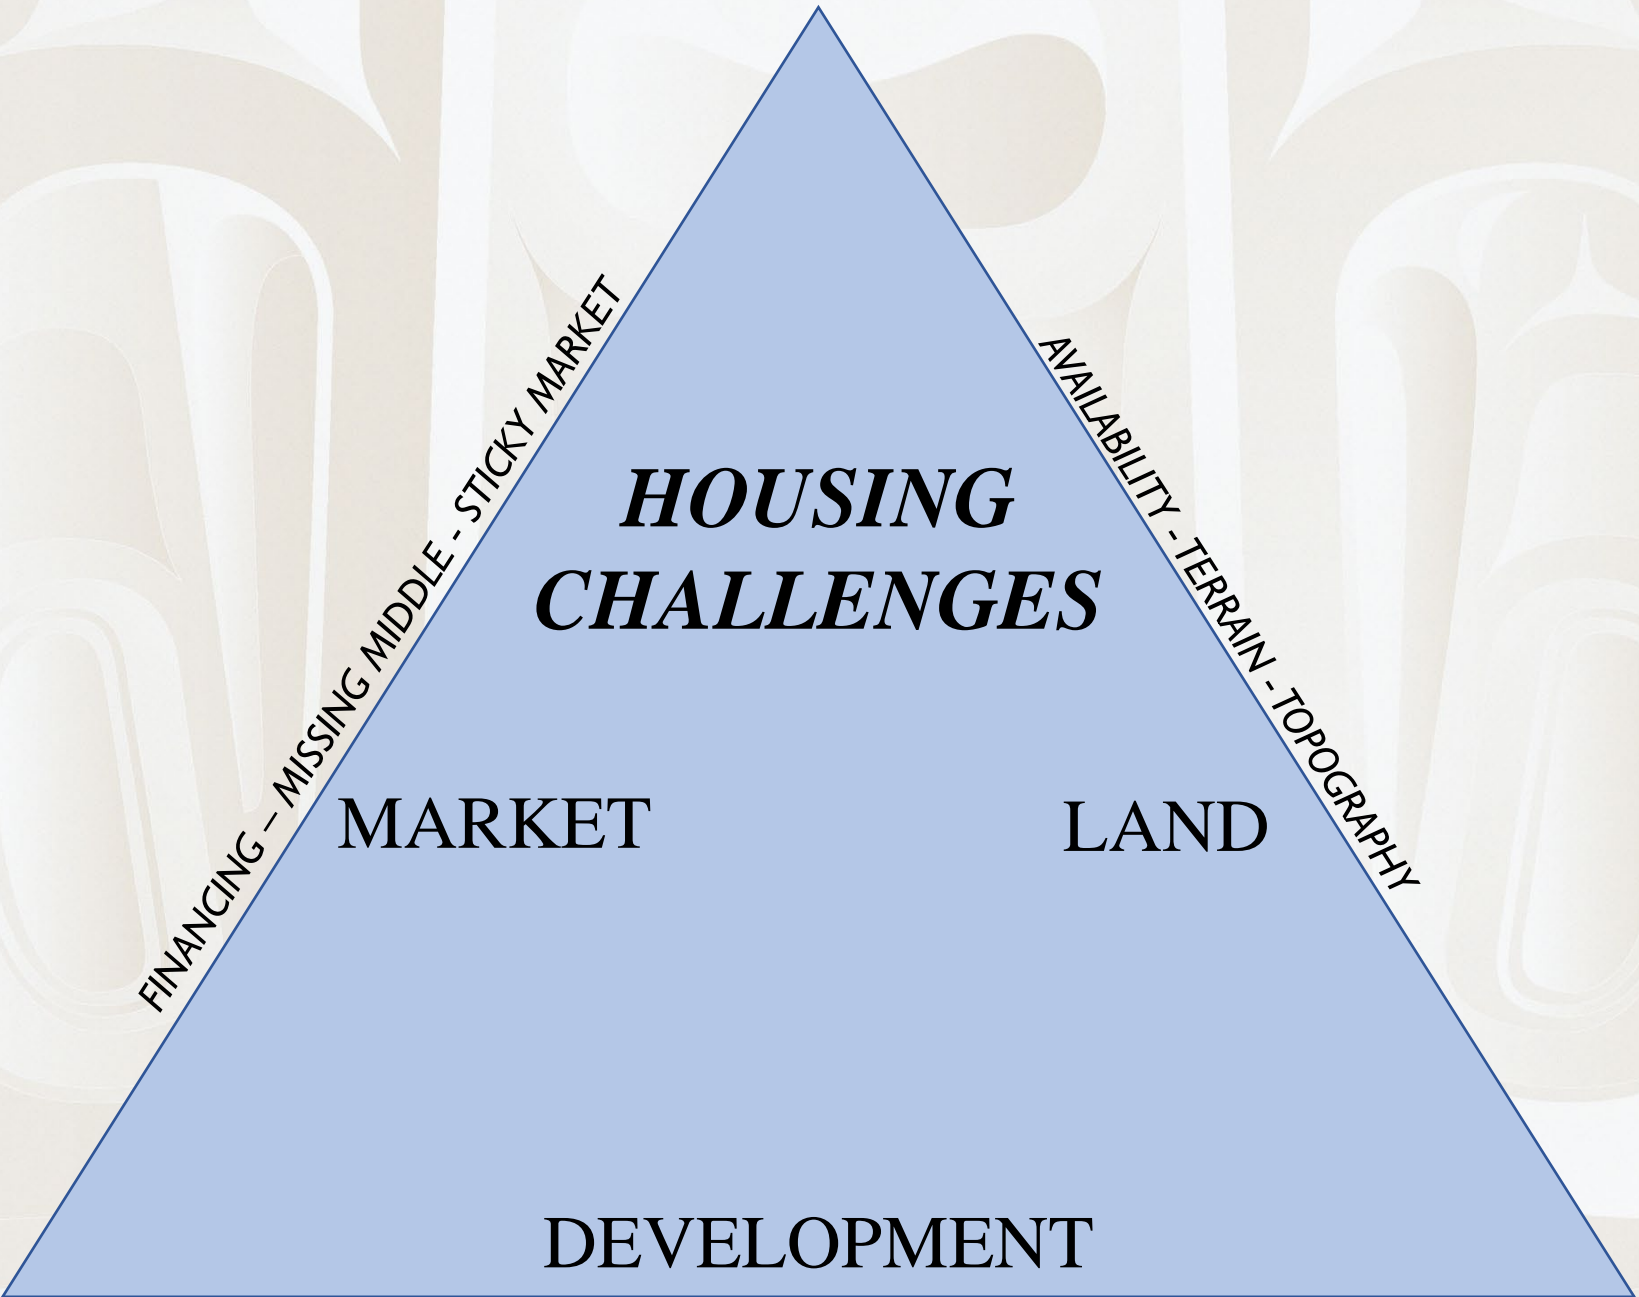 FINANCING – MISSING MIDDLE - STICKY MARKET
AVAILABILITY - TERRAIN - TOPOGRAPHY
HOUSING
CHALLENGES
MARKET
LAND
DEVELOPMENT